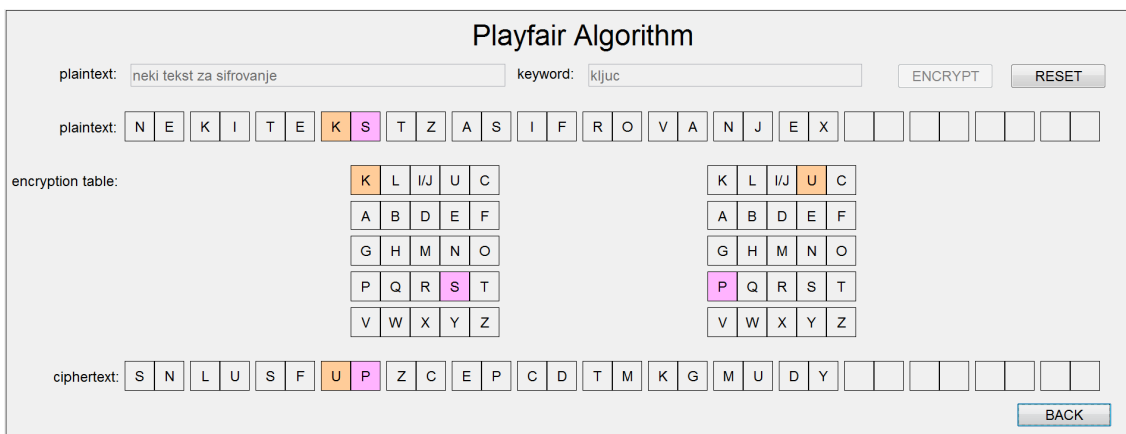 Playfair Algorithm
plaintext: neki tekst za sifrovanje keyword: kljuc ENCRYPT RESET
plaintext: N E K I T E K S T Z A S I F R O V A N J E X
encryption table: K L I/J U C K L I/J U C
A B D E F A B D E F
G H M N O G H M N O
P Q R S T P Q R S T
V W X Y Z V W X Y Z
ciphertext: S N L U S F U P Z C E P C D T M K G M U D Y
BACK